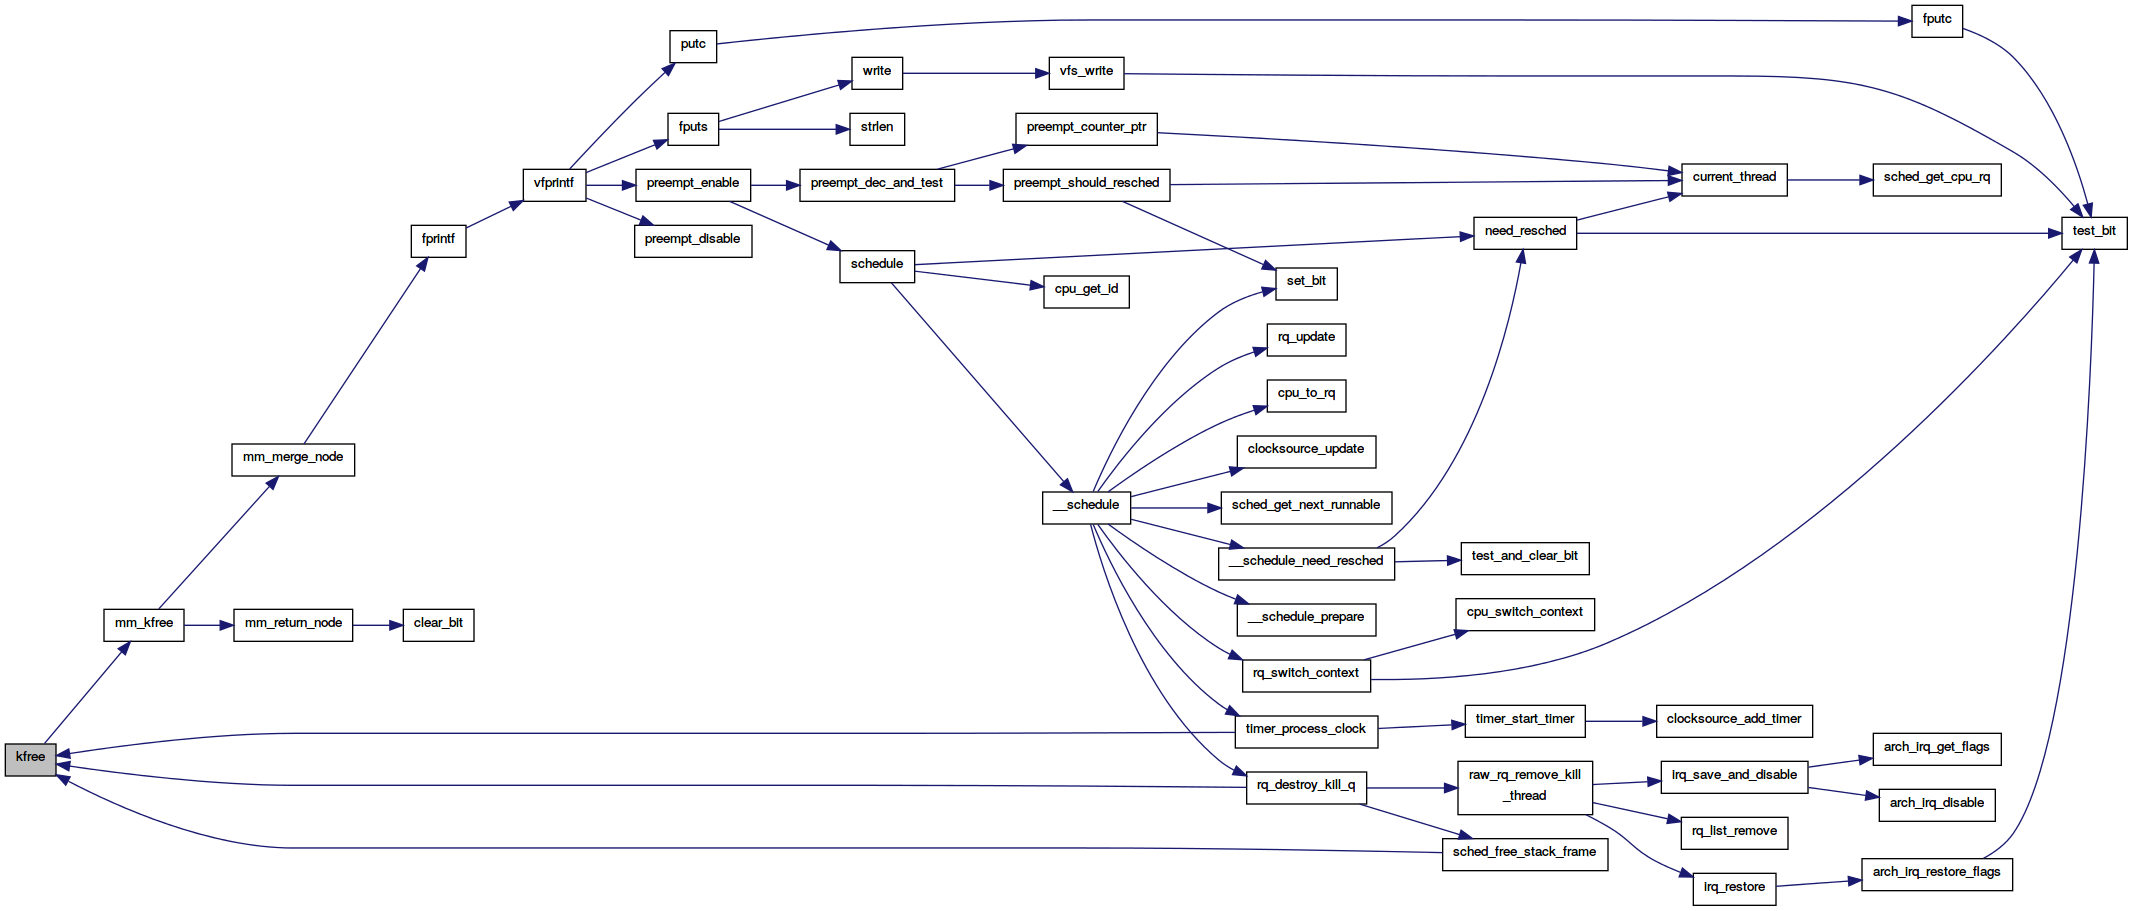 fputc
putc
write
vfs_write
fputs
strlen
preempt_counter_ptr
vfprintf
preempt_enable
preempt_dec_and_test
preempt_should_resched
current_thread
sched_get_cpu_rq
fprintf
preempt_disable
need_resched
test_bit
schedule
cpu_get_id
set_bit
rq_update
cpu_to_rq
mm_merge_node
clocksource_update
__schedule
sched_get_next_runnable
__schedule_need_resched
test_and_clear_bit
mm_kfree
mm_return_node
clear_bit
__schedule_prepare
cpu_switch_context
rq_switch_context
kfree
timer_process_clock
timer_start_timer
clocksource_add_timer
arch_irq_get_flags
rq_destroy_kill_q
raw_rq_remove_kill
_thread
irq_save_and_disable
arch_irq_disable
rq_list_remove
sched_free_stack_frame
irq_restore
arch_irq_restore_flags